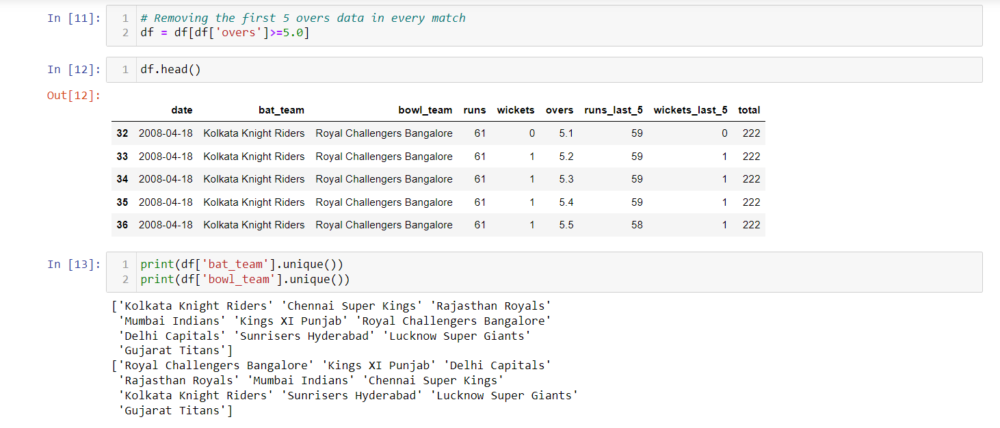 In [11]: 1 # Removing the first 5 overs data in every match
2 df = df[df['overs']>=5.0]
In [12]: 1 df.head()
Out[12]:
date bat_team bowl_team runs wickets overs runs_last_5 wickets_last_5 total
32 2008-04-18 Kolkata Knight Riders Royal Challengers Bangalore 61 0 5.1 59 0 222
33 2008-04-18 Kolkata Knight Riders Royal Challengers Bangalore 61 1 5.2 59 1 222
34 2008-04-18 Kolkata Knight Riders Royal Challengers Bangalore 61 1 5.3 59 1 222
35 2008-04-18 Kolkata Knight Riders Royal Challengers Bangalore 61 1 5.4 59 1 222
36 2008-04-18 Kolkata Knight Riders Royal Challengers Bangalore 61 1 5.5 58 1 222
In [13]: 1 print(df['bat_team'].unique())
2 print(df['bowl_team'].unique())
['Kolkata Knight Riders' 'Chennai Super Kings' 'Rajasthan Royals'
'Mumbai Indians' 'Kings XI Punjab' 'Royal Challengers Bangalore'
'Delhi Capitals' 'Sunrisers Hyderabad' 'Lucknow Super Giants'
'Gujarat Titans']
['Royal Challengers Bangalore' 'Kings XI Punjab' 'Delhi Capitals'
'Rajasthan Royals' 'Mumbai Indians' 'Chennai Super Kings'
'Kolkata Knight Riders' 'Sunrisers Hyderabad' 'Lucknow Super Giants'
'Gujarat Titans']